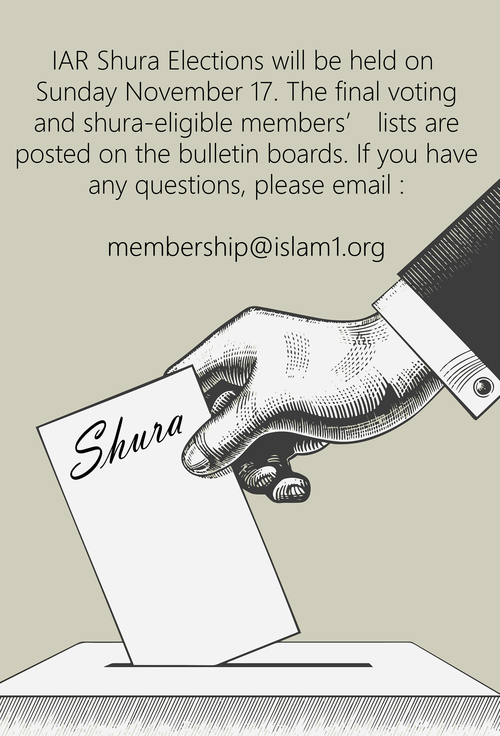 IAR Shura Elections will be held on
Sunday November 17. The final voting
and shura-eligible members’ lists are
posted on the bulletin boards. If you have
any questions, please email :
membership@islam1.org
Shura